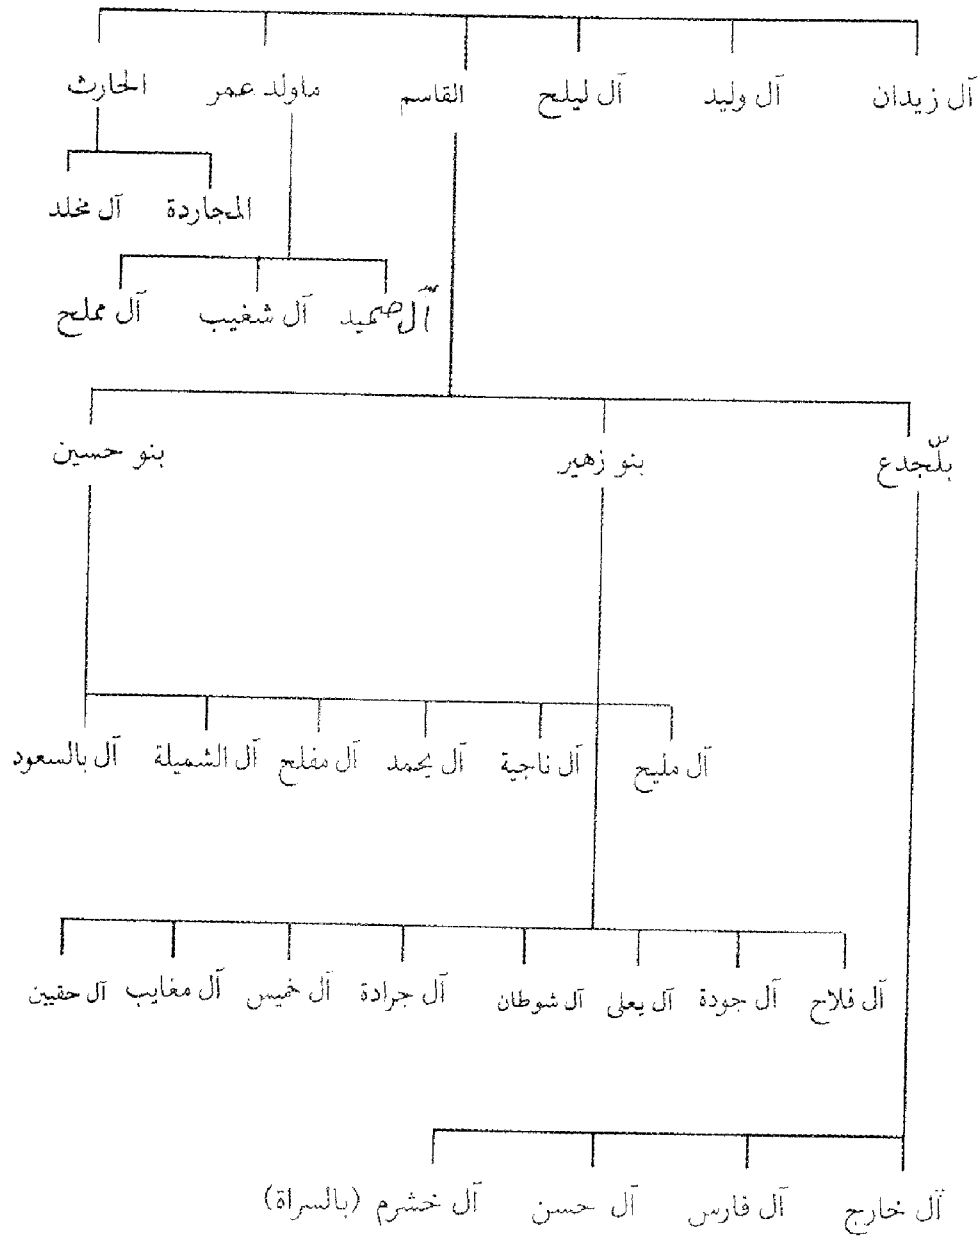 آل زيدان آل وليد آل ليلح القاسم ماولد عمر الحارث
المجاردة آل مخلد
آل صميد آل شغيب آل مملح
بلّجدع بنو زهير بنو حسين
آل مليح آل ناجية آل يحمد آل مفلح آل الشميلة آل بالسعود
آل فلاح آل جودة آل يعلى آل شوطان آل جرادة آل خميس آل مغايب آل حقيين
آل خارج آل فارس آل حسن آل خشرم (بالسراة)